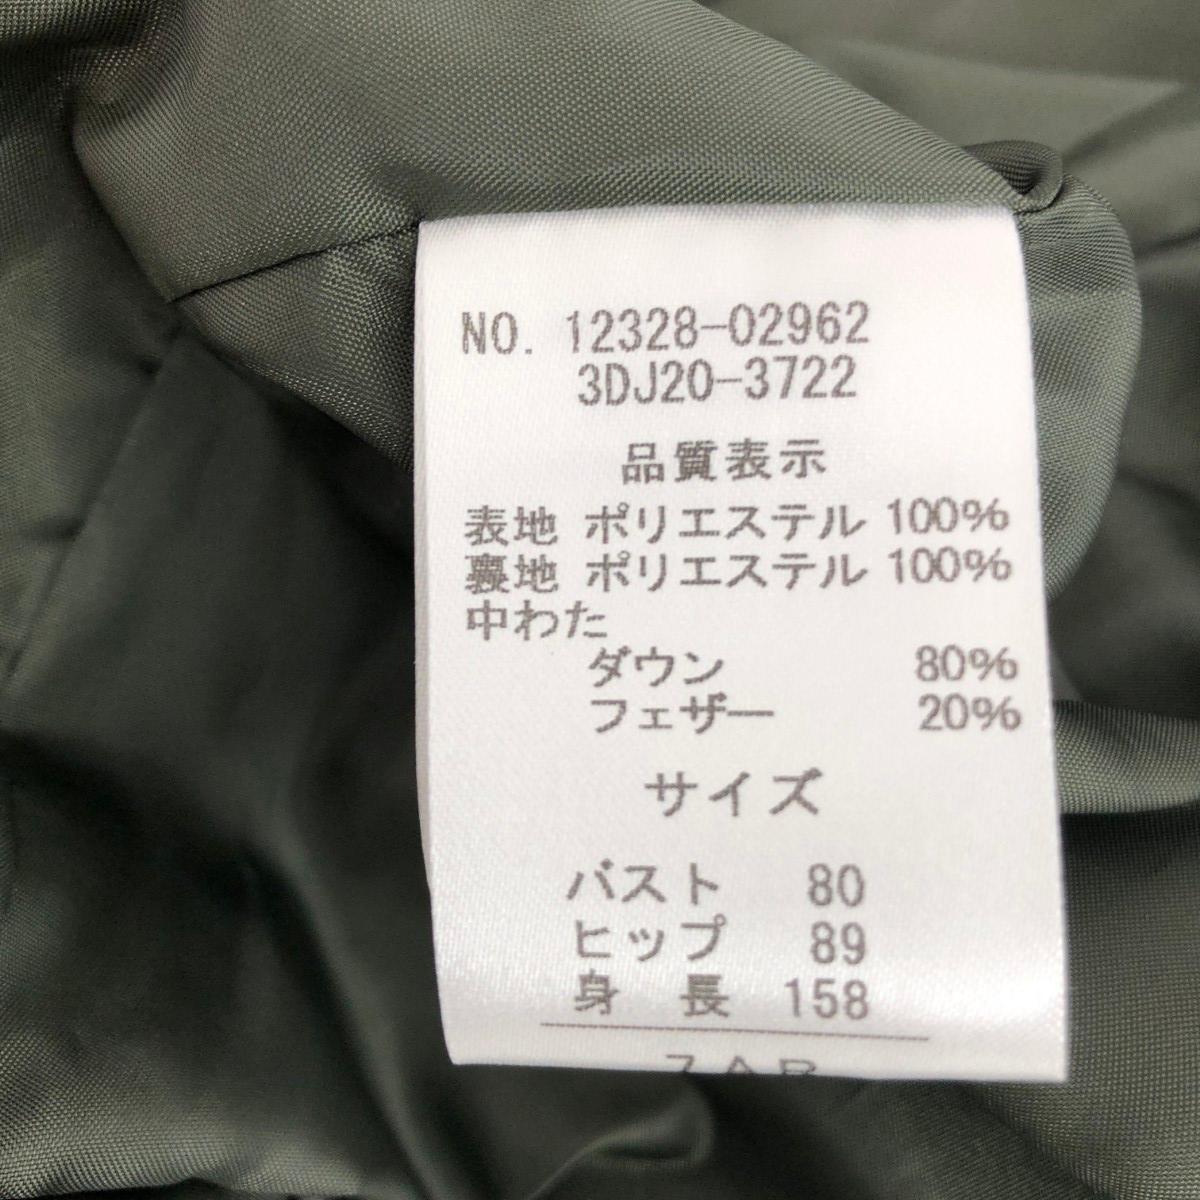 NO. 12328-02962
3DJ20-3722
品質表示
表地 ポリエステル 100%
裏地 ポリエステル 100%
中わた
ダウン 80%
フェザー 20%
サイズ
バスト 80
ヒップ 89
身 長 158